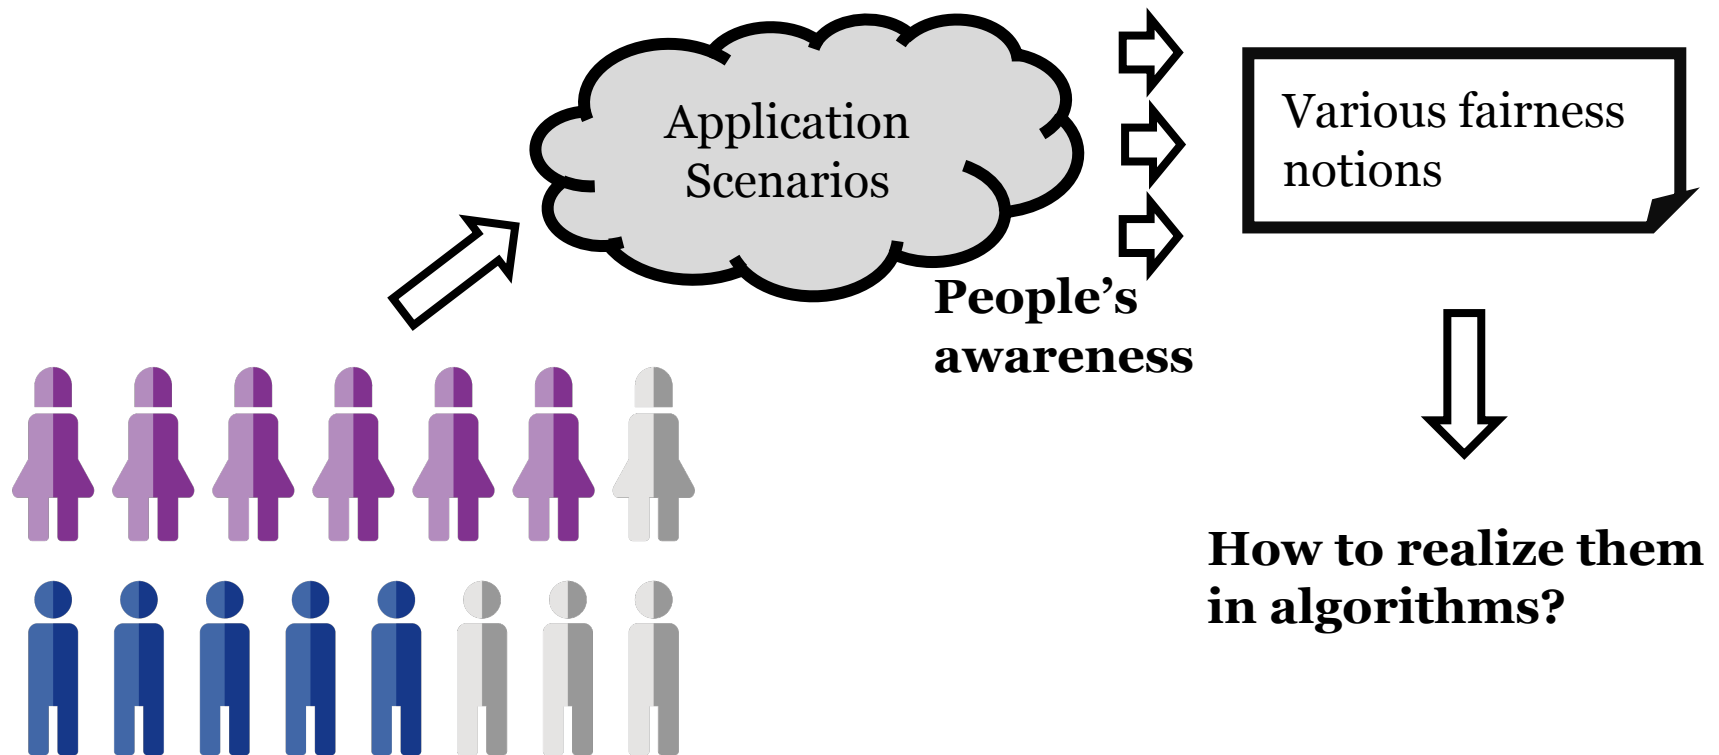 Application
Scenarios
Various fairness
notions
People’s
awareness
How to realize them
in algorithms?